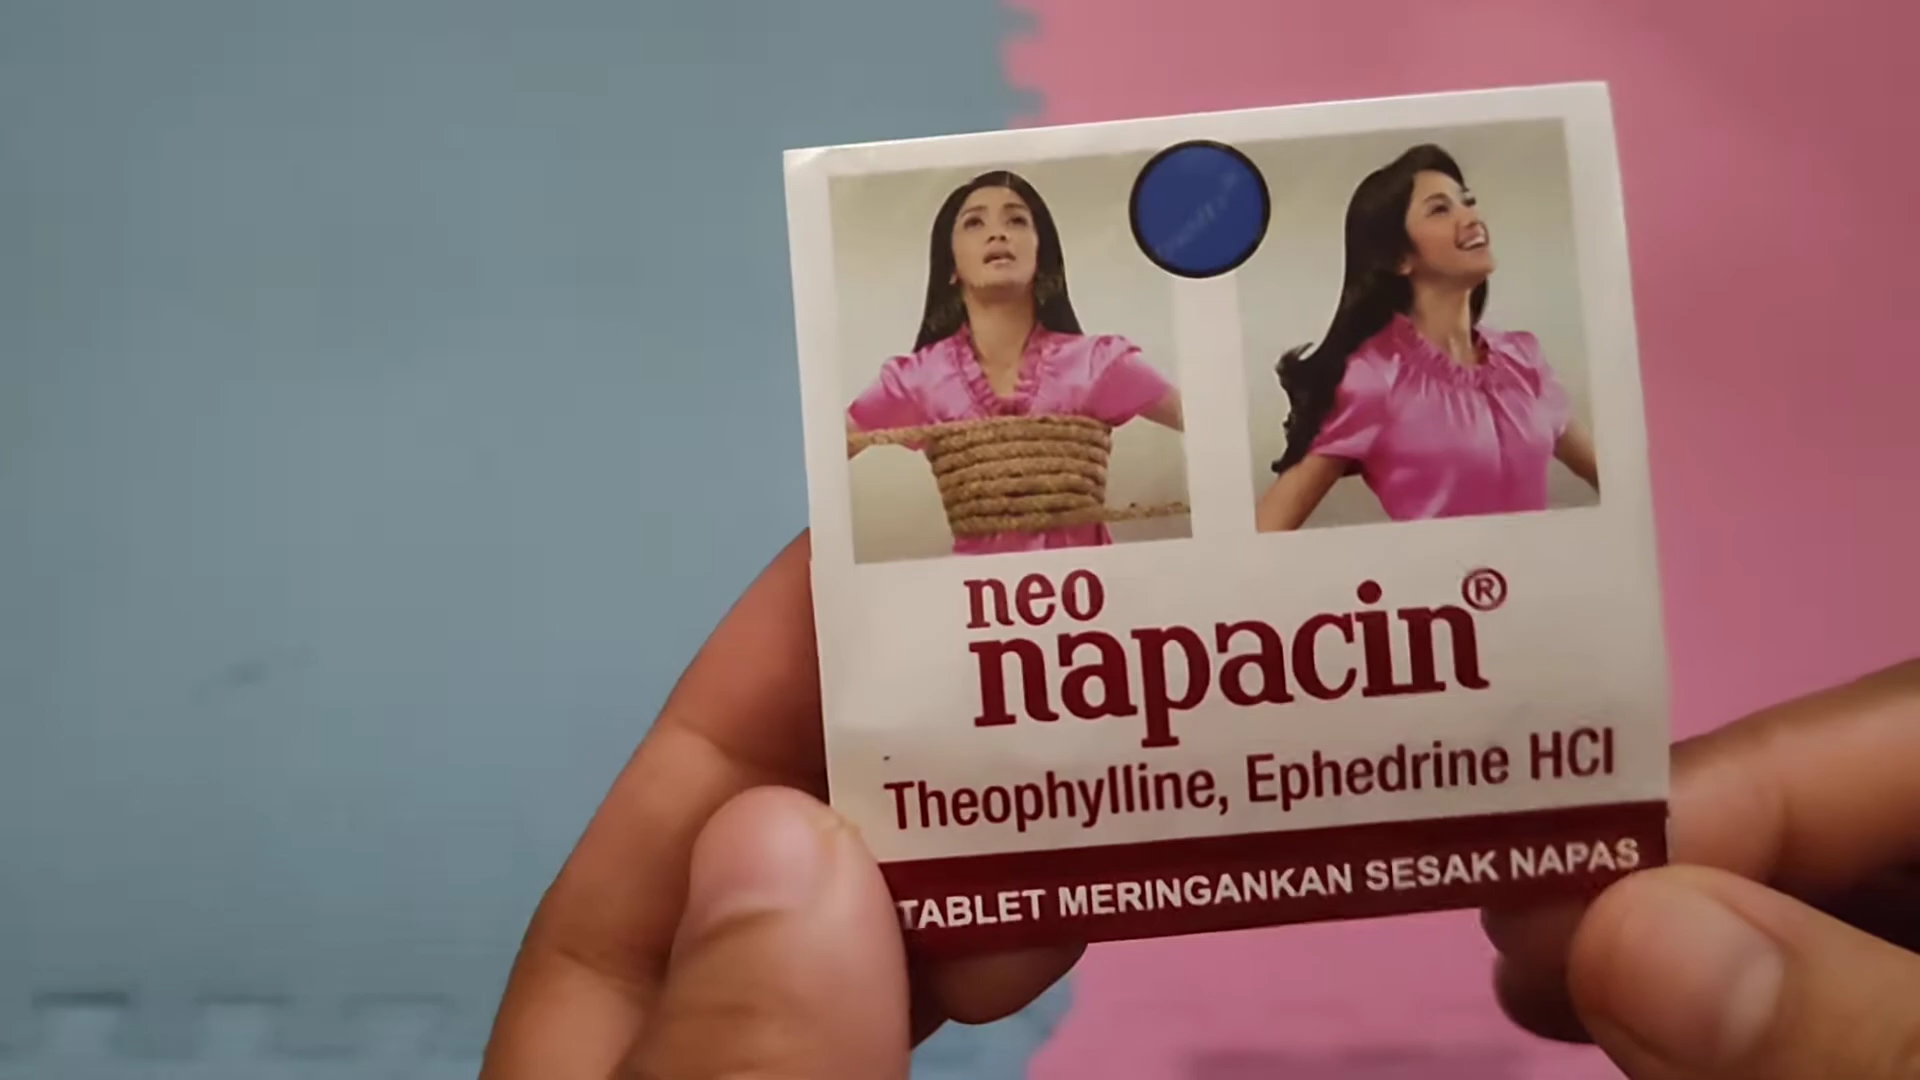 neo
napacin®
Theophylline, Ephedrine HCl
TABLET MERINGANKAN SESAK NAPAS